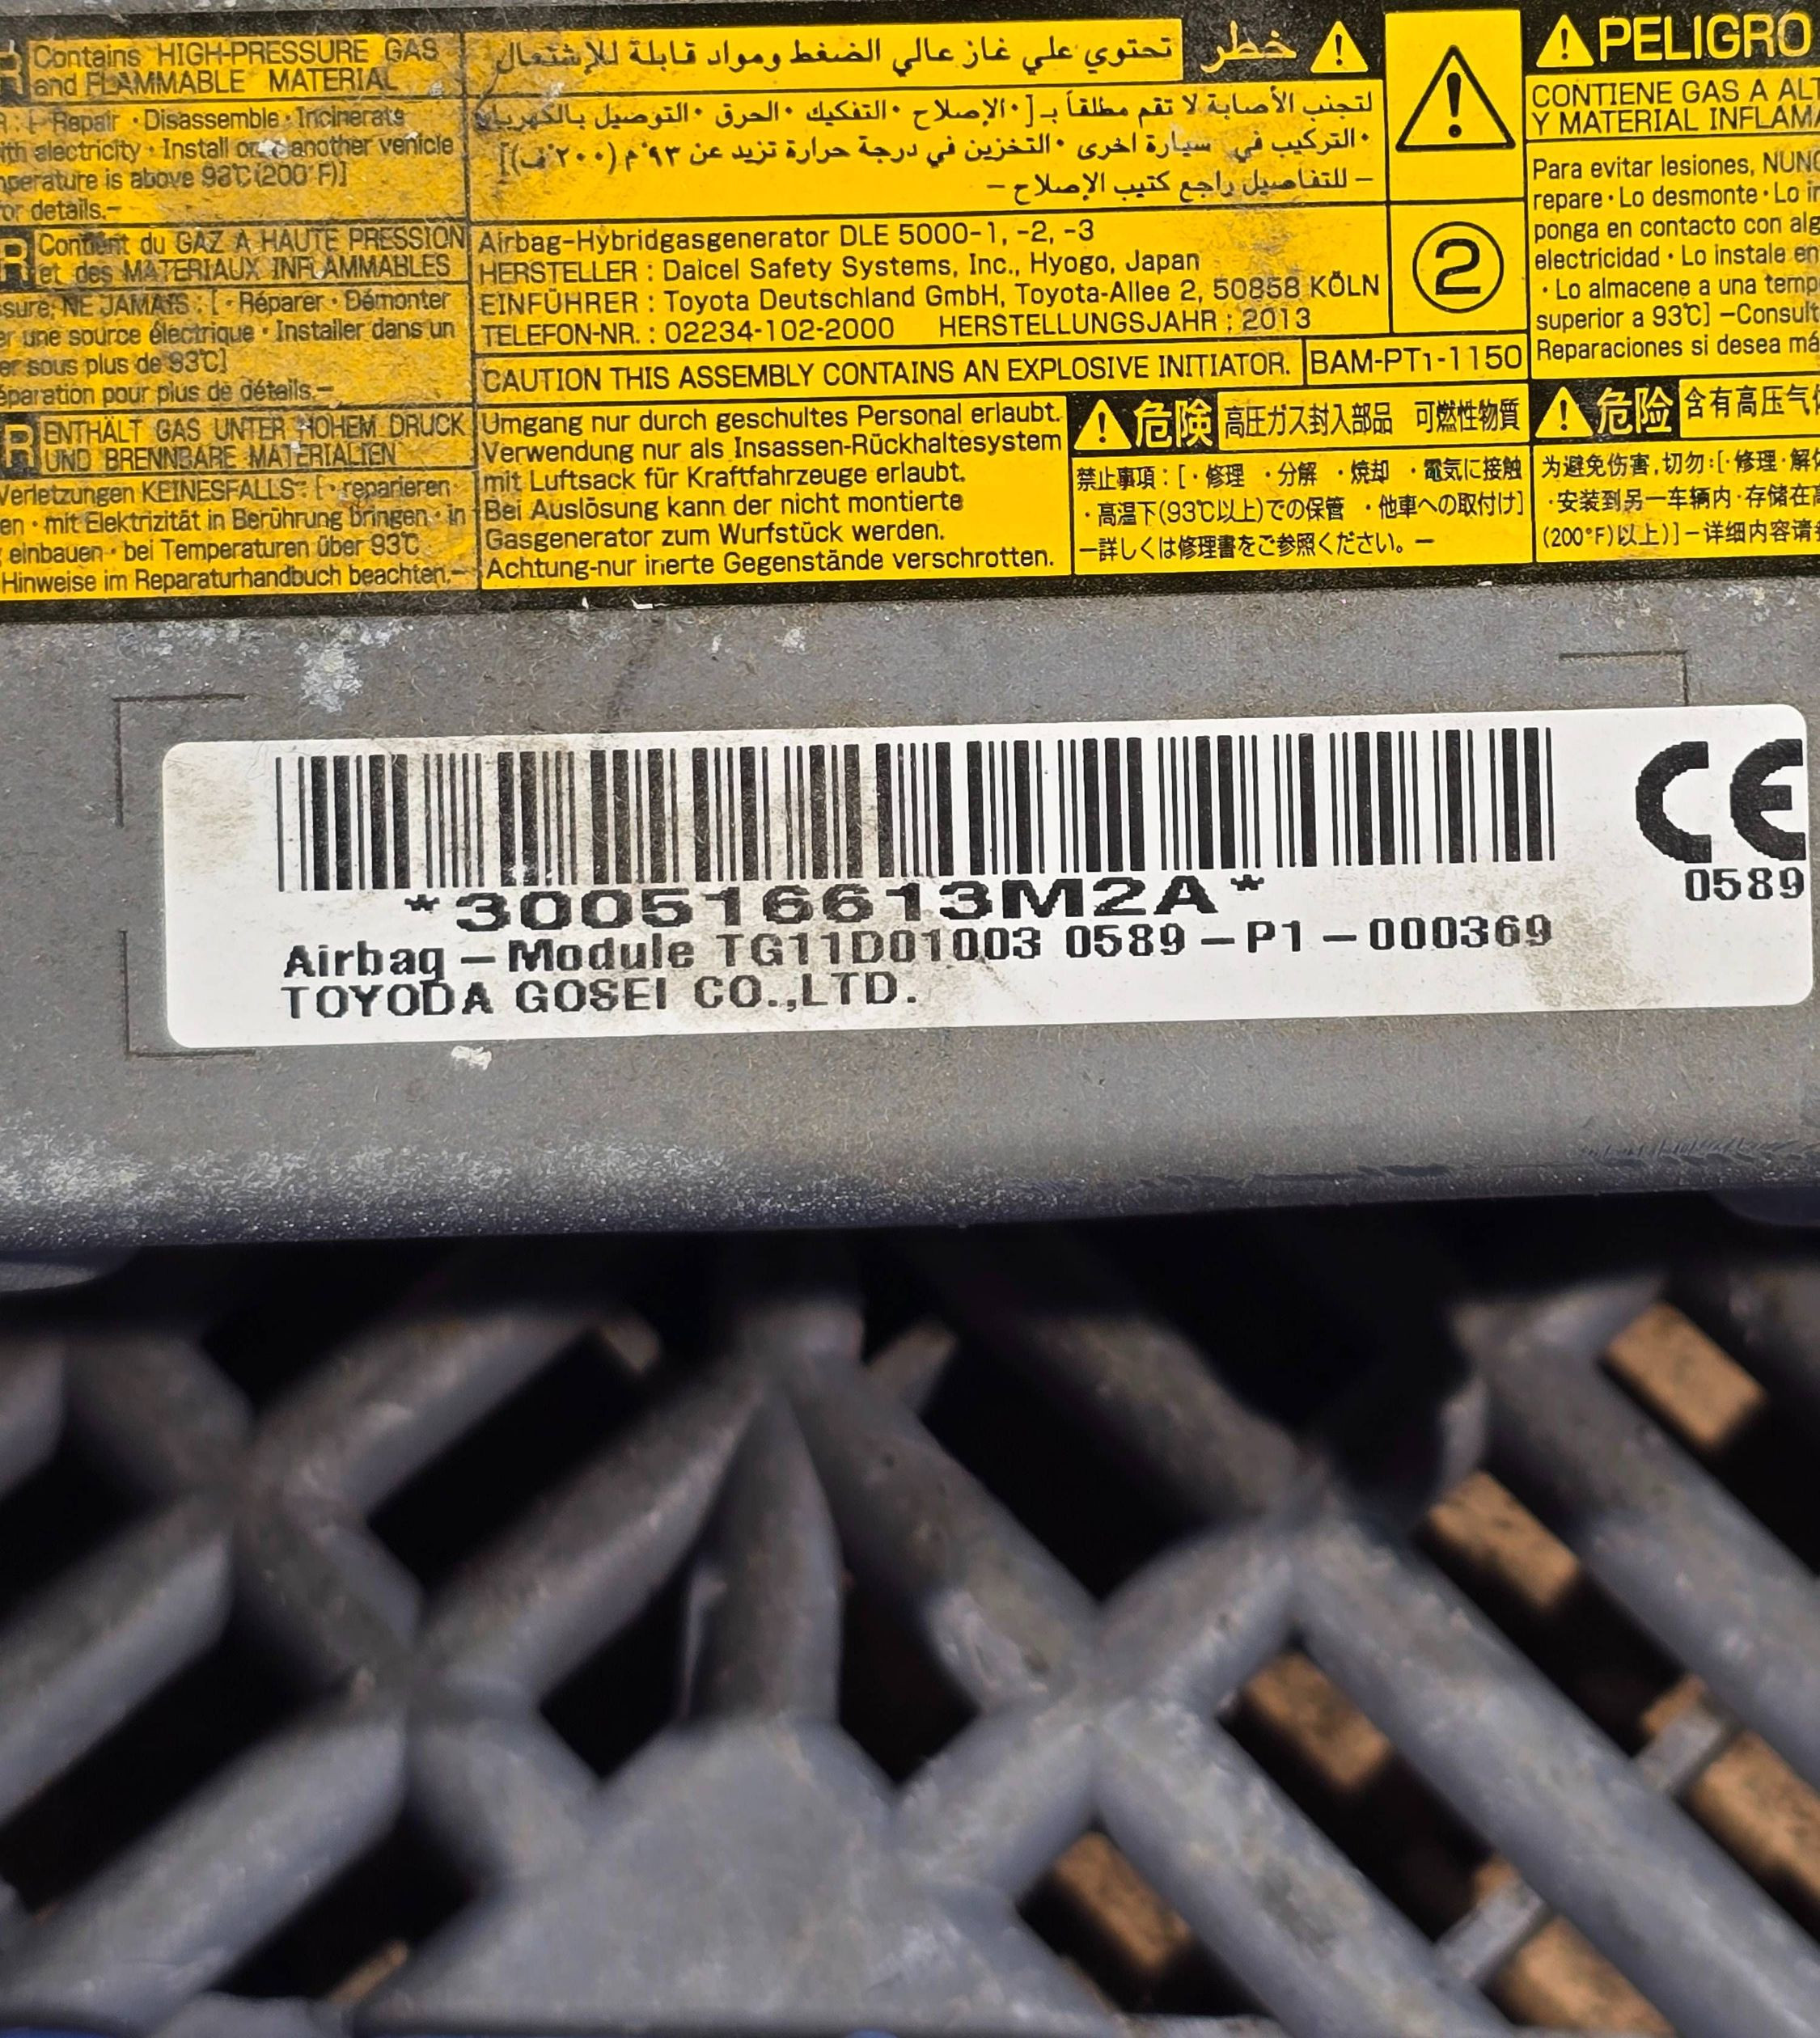 Contains HIGH-PRESSURE GAS
and FLAMMABLE MATERIAL
Repair・Disassemble・Incinerate
with electricity・Install another vehicle
temperature is above 93℃(200°F)]
for details.–
Contient du GAZ A HAUTE PRESSION
et des MATERIAUX INFLAMMABLES
NE JAMAIS : [・Réparer・Démonter
une source électrique・Installer dans un
sous plus de 93℃]
pour plus de détails.–
ENTHÄLT GAS UNTER HOHEM DRUCK
UND BRENNBARE MATERIALIEN
Verletzungen KEINESFALLS : [・reparieren
・mit Elektrizität in Berührung bringen・in
einbauen・bei Temperaturen über 93℃
Hinweise im Reparaturhandbuch beachten.–
⚠ خطر
تحتوي علي غاز عالي الضغط ومواد قابلة للإشتعال
لتجنب الأصابة لا تقم مطلقاً بـ [・الإصلاح ・التفكيك ・الحرق ・التوصيل بالكهرباء
・التركيب في سيارة اخرى ・التخزين في درجة حرارة تزيد عن ٩٣°م (٢٠٠°ف)]
– للتفاصيل راجع كتيب الإصلاح –
Airbag-Hybridgasgenerator DLE 5000-1, -2, -3
HERSTELLER : Daicel Safety Systems, Inc., Hyogo, Japan
EINFÜHRER : Toyota Deutschland GmbH, Toyota-Allee 2, 50858 KÖLN
TELEFON-NR. : 02234-102-2000 HERSTELLUNGSJAHR : 2013
②
CAUTION THIS ASSEMBLY CONTAINS AN EXPLOSIVE INITIATOR.
BAM-PT1-1150
Umgang nur durch geschultes Personal erlaubt.
Verwendung nur als Insassen-Rückhaltesystem
mit Luftsack für Kraftfahrzeuge erlaubt.
Bei Auslösung kann der nicht montierte
Gasgenerator zum Wurfstück werden.
Achtung-nur inerte Gegenstände verschrotten.
⚠危険 高圧ガス封入部品 可燃性物質
禁止事項：[・修理 ・分解 ・焼却 ・電気に接触
・高温下(93℃以上)での保管 ・他車への取付け]
—詳しくは修理書をご参照ください。—
⚠PELIGRO
CONTIENE GAS A
Y MATERIAL
Para evitar lesiones,
repare・Lo desmonte・Lo
ponga en contacto con
electricidad・Lo instale en
・Lo almacene a una
superior a 93℃] –
Reparaciones si desea
⚠危险 含有高压气
为避免伤害,切勿:[・修理・解
・安装到另一车辆内・存储在
(200°F)以上)]–详细内容请
*300516613M2A*
Airbag－Module TG11D01003 0589－P1－000369
TOYODA GOSEI CO.,LTD.
CE
0589